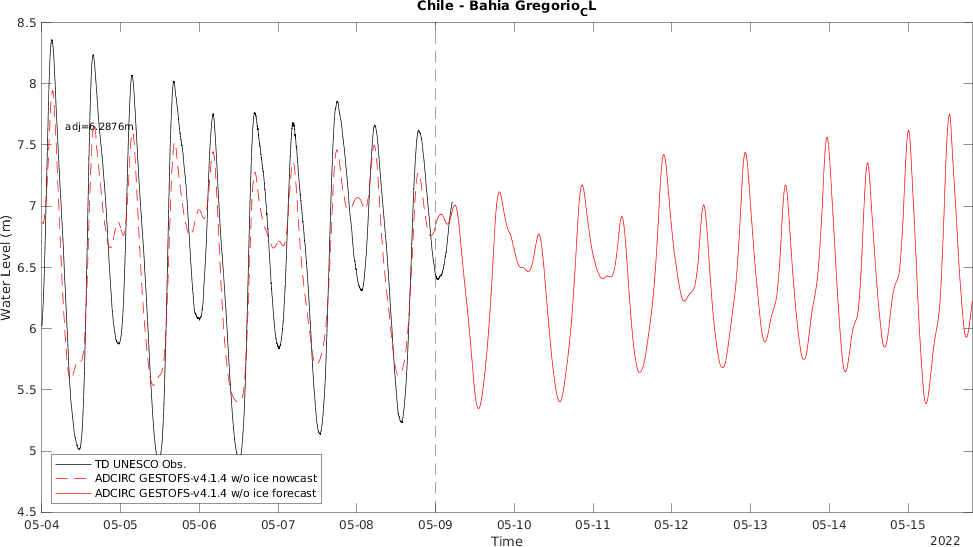 Chile - Bahia Gregorio_CL
8.5
8
7.5
7
6.5
6
5.5
5
4.5
Water Level (m)
adj=6.2876m
TD UNESCO Obs.
ADCIRC GESTOFS-v4.1.4 w/o ice nowcast
ADCIRC GESTOFS-v4.1.4 w/o ice forecast
05-04 05-05 05-06 05-07 05-08 05-09 05-10 05-11 05-12 05-13 05-14 05-15
Time
2022